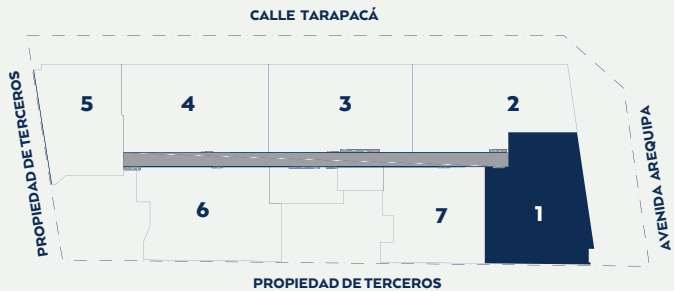 CALLE TARAPACÁ
5
4
3
2
PROPIEDAD DE TERCEROS
AVENIDA AREQUIPA
6
7
1
PROPIEDAD DE TERCEROS